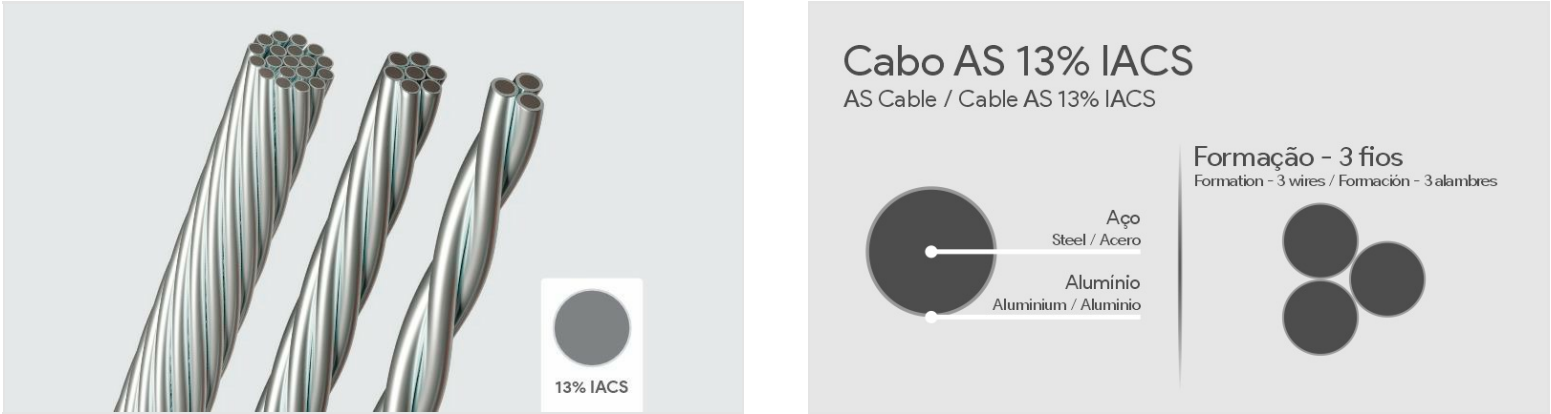 13% IACS
Cabo AS 13% IACS
AS Cable / Cable AS 13% IACS
Aço
Steel / Acero
Alumínio
Aluminium / Aluminio
Formação - 3 fios
Formation - 3 wires / Formación - 3 alambres